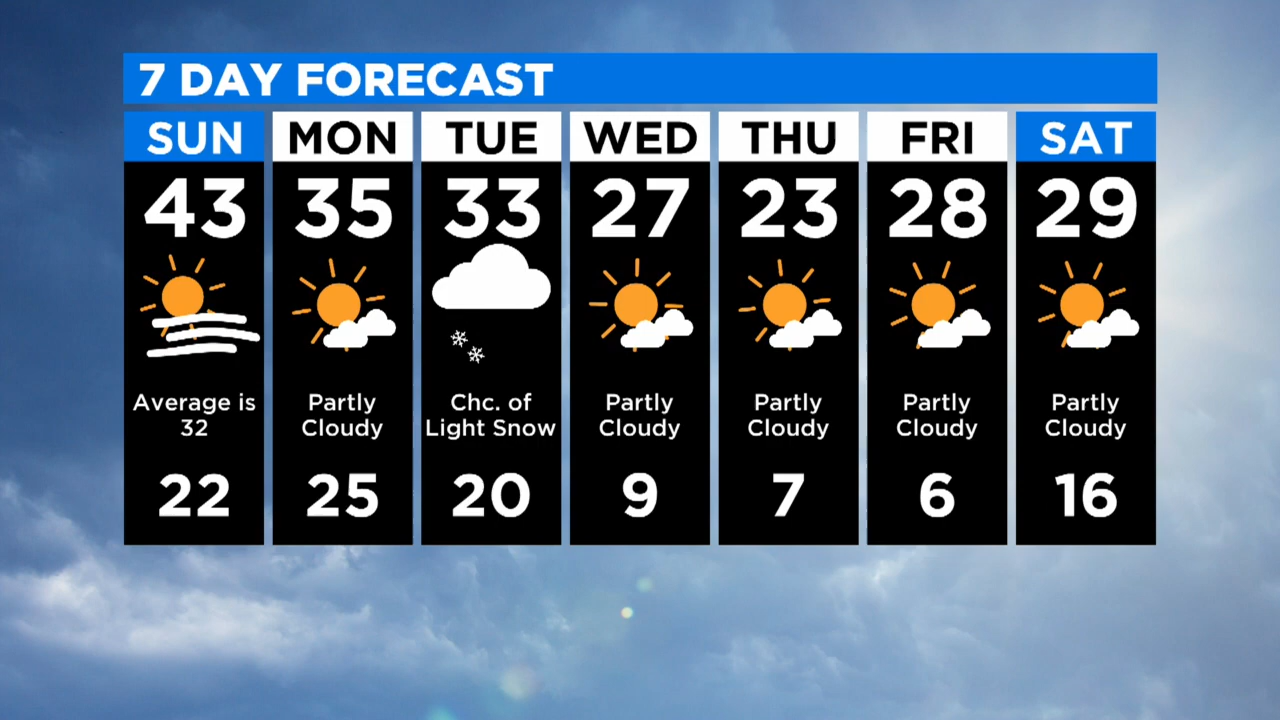 7 DAY FORECAST
SUN MON TUE WED THU FRI SAT
43 35 33 27 23 28 29
Average is Partly Chc. of Partly Partly Partly Partly
32 Cloudy Light Snow Cloudy Cloudy Cloudy Cloudy
22 25 20 9 7 6 16